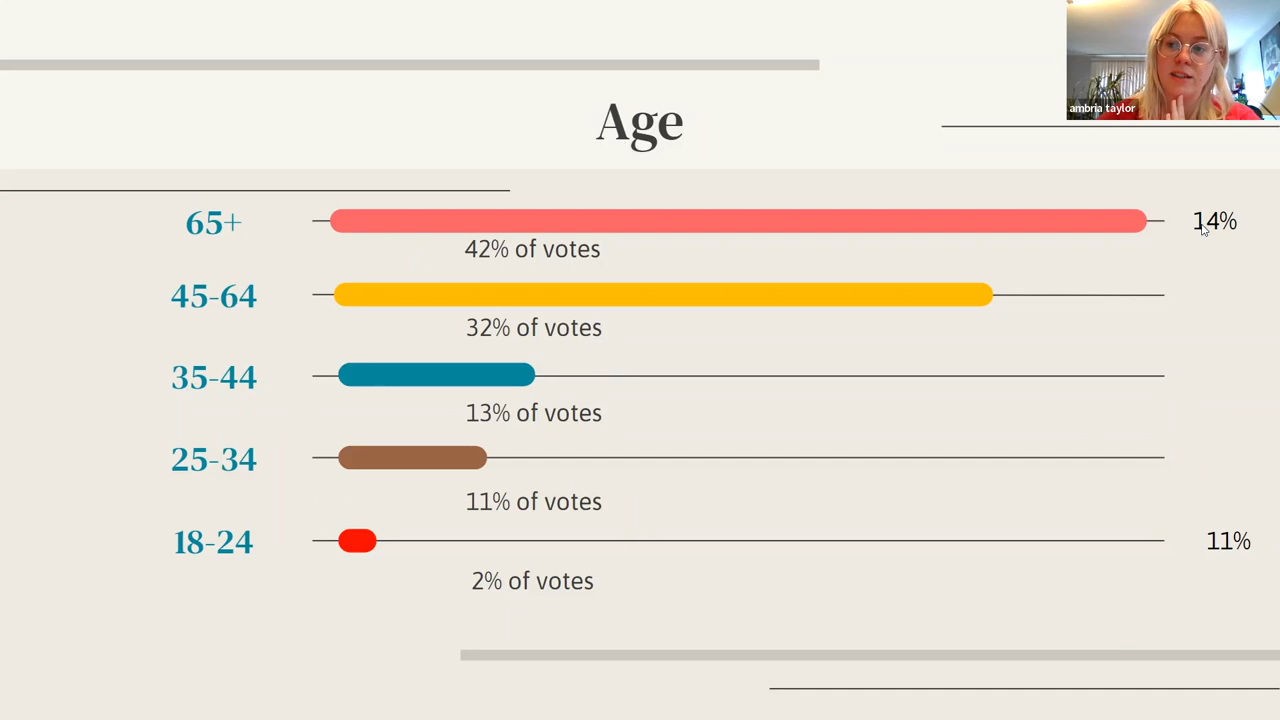 ambria taylor
Age
65+
14%
42% of votes
45-64
32% of votes
35-44
13% of votes
25-34
11% of votes
18-24
11%
2% of votes